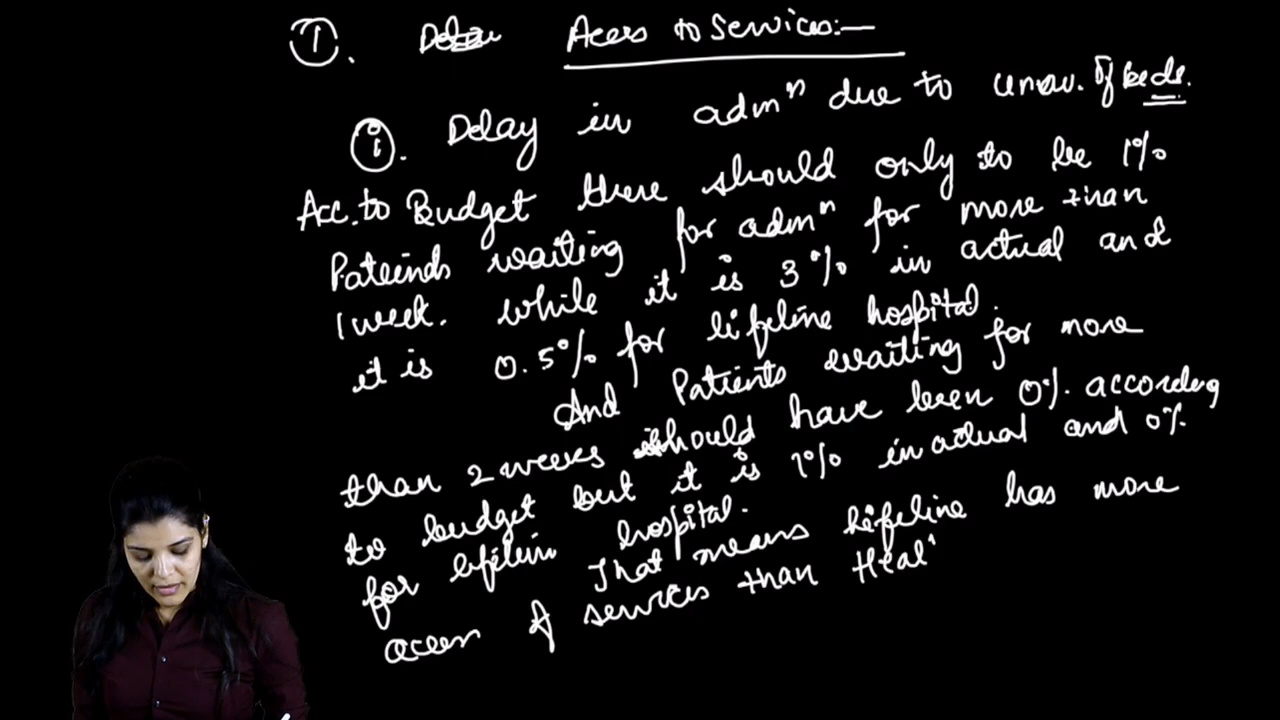 1. Acess to Services:-
i. Delay in admⁿ due to unav. of beds.
Acc. to Budget there should only to be 1%
Pateinds waiting for admⁿ for more than
1 week. while it is 3% in actual and
it is 0.5% for lifeline hospital.
And Patients waiting for more
than 2 weeks should have been 0%. according
to budget but it is 1% in actual and 0%
for lifelin hospital.
That means Lifeline has more
access of services than Heal